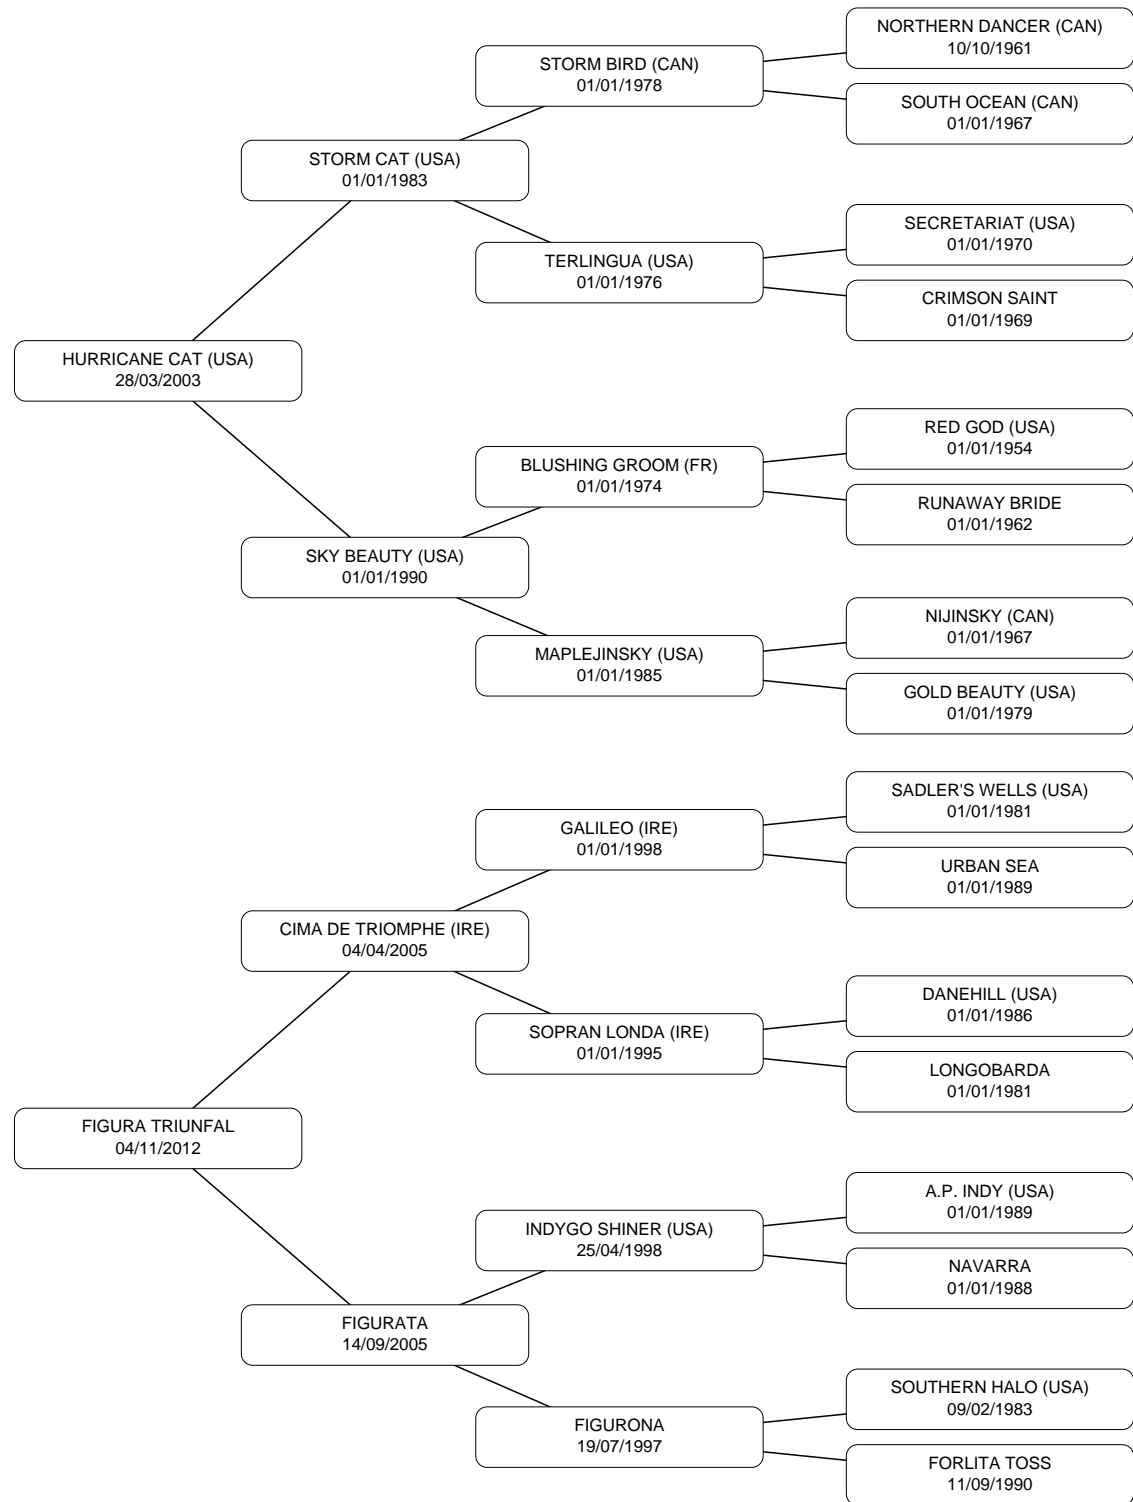 NORTHERN DANCER (CAN)
10/10/1961
STORM BIRD (CAN)
01/01/1978
SOUTH OCEAN (CAN)
01/01/1967
STORM CAT (USA)
01/01/1983
SECRETARIAT (USA)
01/01/1970
TERLINGUA (USA)
01/01/1976
CRIMSON SAINT
01/01/1969
HURRICANE CAT (USA)
28/03/2003
RED GOD (USA)
01/01/1954
BLUSHING GROOM (FR)
01/01/1974
RUNAWAY BRIDE
01/01/1962
SKY BEAUTY (USA)
01/01/1990
NIJINSKY (CAN)
01/01/1967
MAPLEJINSKY (USA)
01/01/1985
GOLD BEAUTY (USA)
01/01/1979
SADLER'S WELLS (USA)
01/01/1981
GALILEO (IRE)
01/01/1998
URBAN SEA
01/01/1989
CIMA DE TRIOMPHE (IRE)
04/04/2005
DANEHILL (USA)
01/01/1986
SOPRAN LONDA (IRE)
01/01/1995
LONGOBARDA
01/01/1981
FIGURA TRIUNFAL
04/11/2012
A.P. INDY (USA)
01/01/1989
INDYGO SHINER (USA)
25/04/1998
NAVARRA
01/01/1988
FIGURATA
14/09/2005
SOUTHERN HALO (USA)
09/02/1983
FIGURONA
19/07/1997
FORLITA TOSS
11/09/1990